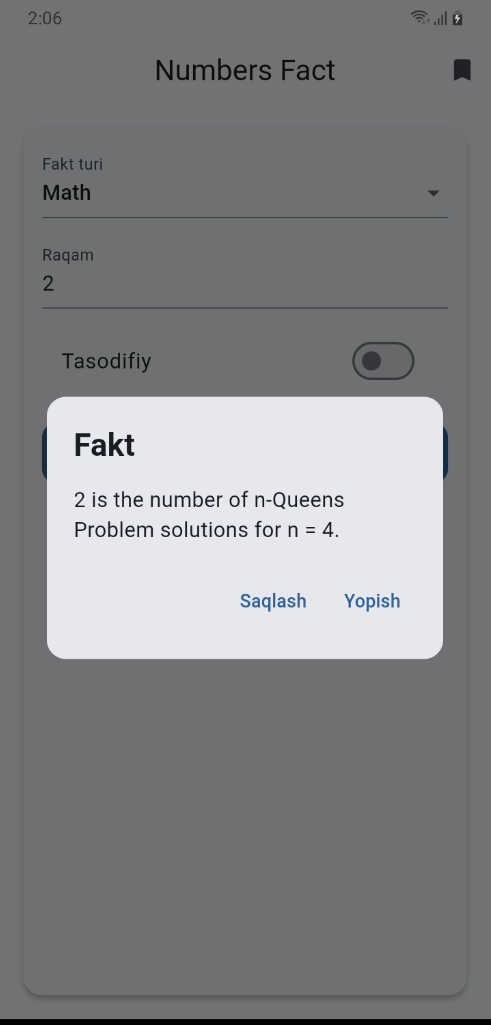 2:06
Numbers Fact
Fakt turi
Math
Raqam
2
Tasodifiy
Fakt
2 is the number of n-Queens
Problem solutions for n = 4.
Saqlash Yopish